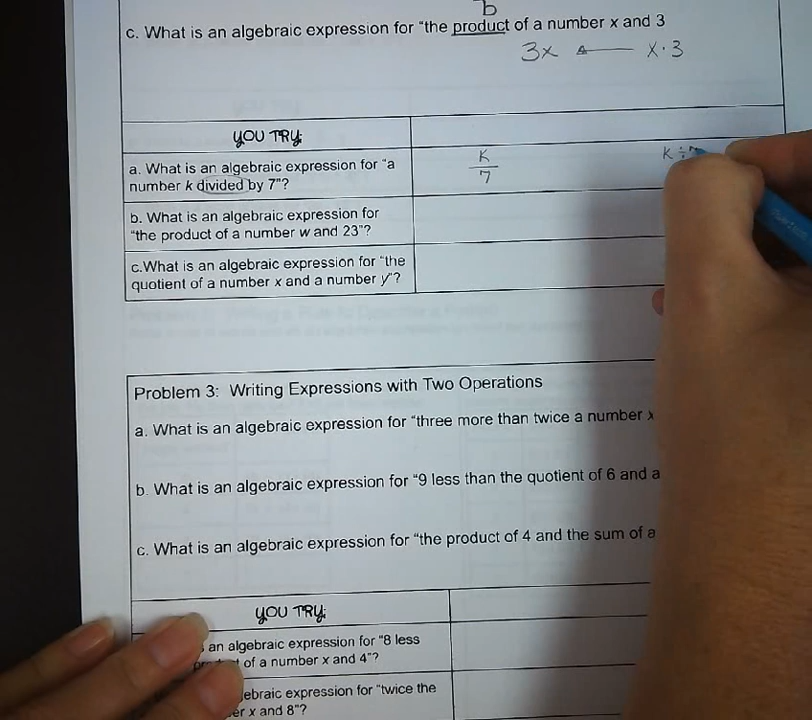 b
c. What is an algebraic expression for "the product of a number x and 3
3x x · 3
YOU TRY:
a. What is an algebraic expression for "a
number k divided by 7"?
K
7
K ÷
b. What is an algebraic expression for
"the product of a number w and 23"?
c.What is an algebraic expression for "the
quotient of a number x and a number y"?
Problem 3: Writing Expressions with Two Operations
a. What is an algebraic expression for "three more than twice a number x
b. What is an algebraic expression for "9 less than the quotient of 6 and a
c. What is an algebraic expression for "the product of 4 and the sum of a
YOU TRY:
an algebraic expression for "8 less
of a number x and 4"?
ebraic expression for "twice the
er x and 8"?